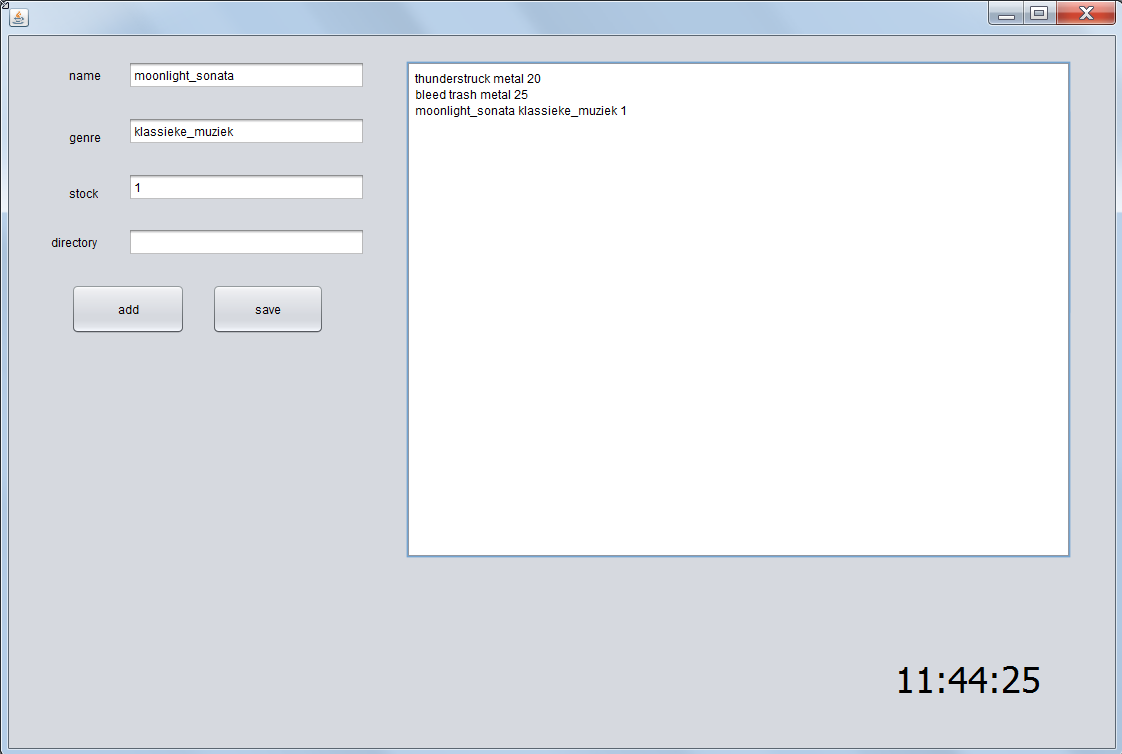 name moonlight_sonata
genre klassieke_muziek
stock 1
directory
add save
thunderstruck metal 20
bleed trash metal 25
moonlight_sonata klassieke_muziek 1
11:44:25